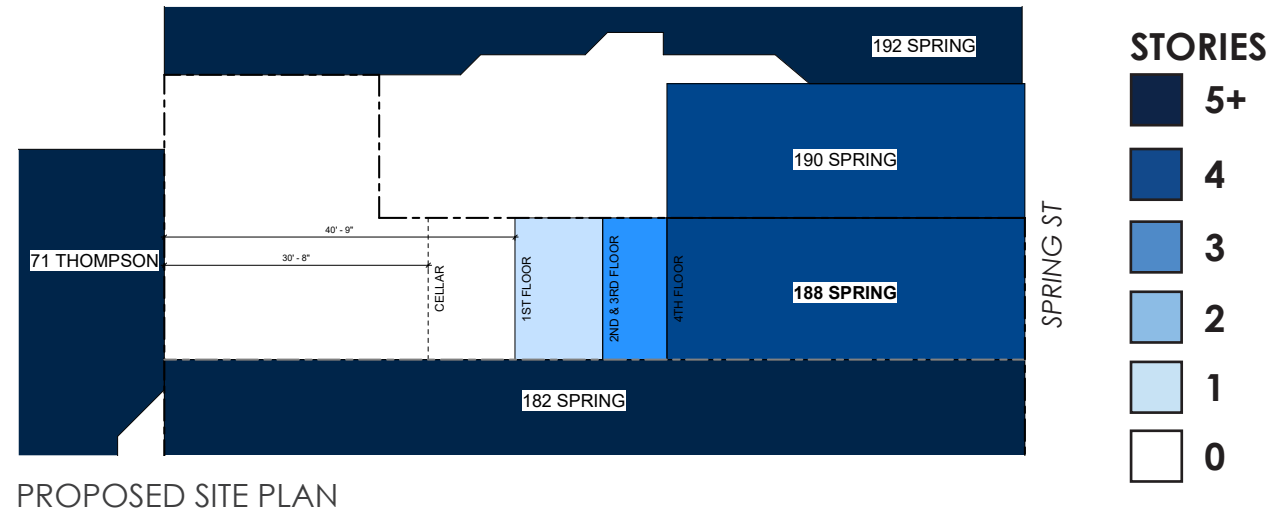 192 SPRING
STORIES
5+
190 SPRING
4
SPRING ST
3
71 THOMPSON
40' - 9"
30' - 8"
CELLAR
1ST FLOOR
2ND & 3RD FLOOR
4TH FLOOR
188 SPRING
2
1
182 SPRING
0
PROPOSED SITE PLAN